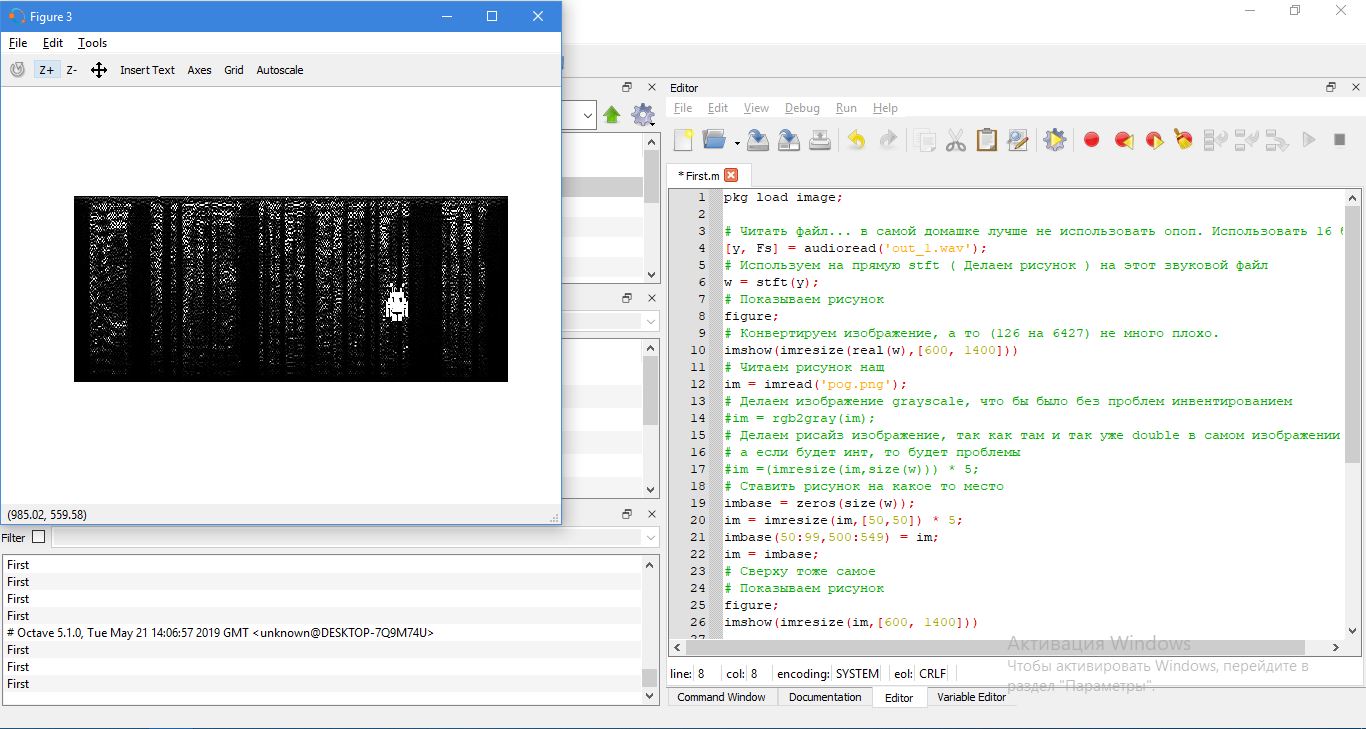 Figure 3
File Edit Tools
Z+ Z- Insert Text Axes Grid Autoscale
(985.02, 559.58)
Filter
First
First
First
First
# Octave 5.1.0, Tue May 21 14:06:57 2019 GMT <unknown@DESKTOP-7Q9M74U>
First
First
First
Editor
File Edit View Debug Run Help
* First.m
1 pkg load image;
2
3 # Читать файл... в самой домашке лучше не использовать опоп. Использовать 16
4 [y, Fs] = audioread('out_1.wav');
5 # Используем на прямую stft ( Делаем рисунок ) на этот звуковой файл
6 w = stft(y);
7 # Показываем рисунок
8 figure;
9 # Конвертируем изображение, а то (126 на 6427) не много плохо.
10 imshow(imresize(real(w),[600, 1400]))
11 # Читаем рисунок наш
12 im = imread('pog.png');
13 # Делаем изображение grayscale, что бы было без проблем инвентированием
14 #im = rgb2gray(im);
15 # Делаем рисайз изображение, так как там и так уже double в самом изображении
16 # а если будет инт, то будет проблемы
17 #im =(imresize(im,size(w))) * 5;
18 # Ставить рисунок на какое то место
19 imbase = zeros(size(w));
20 im = imresize(im,[50,50]) * 5;
21 imbase(50:99,500:549) = im;
22 im = imbase;
23 # Сверху тоже самое
24 # Показываем рисунок
25 figure;
26 imshow(imresize(im,[600, 1400]))
27
Активация Windows
Чтобы активировать Windows, перейдите в
раздел "Параметры".
line: 8 col: 8 encoding: SYSTEM eol: CRLF
Command Window Documentation Editor Variable Editor